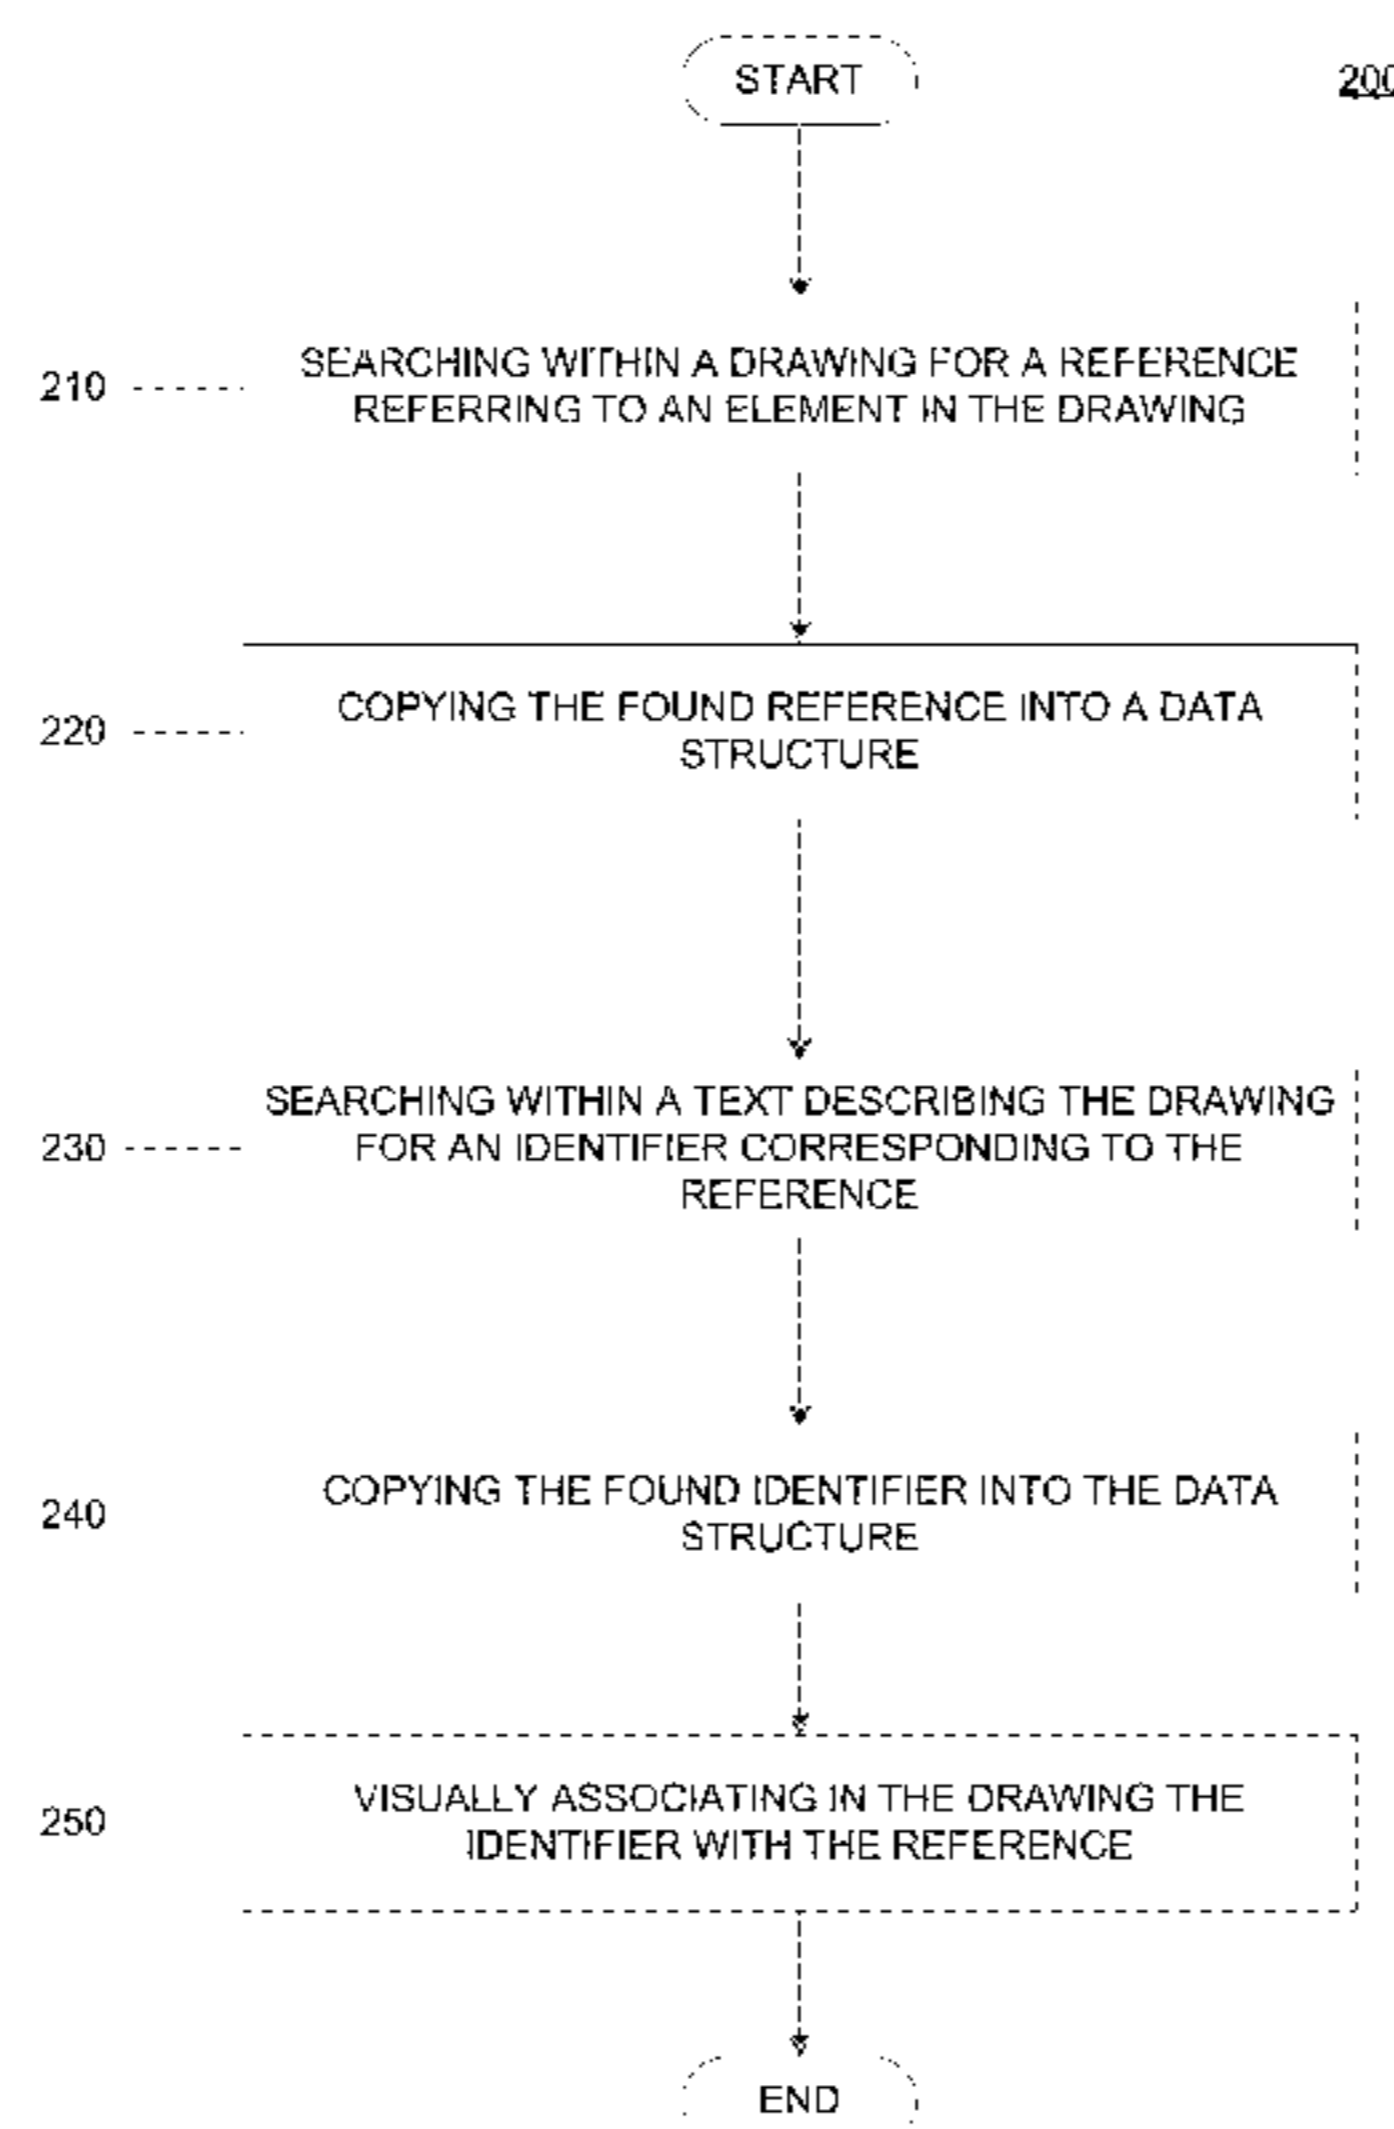 START
200
210
SEARCHING WITHIN A DRAWING FOR A REFERENCE
REFERRING TO AN ELEMENT IN THE DRAWING
220
COPYING THE FOUND REFERENCE INTO A DATA
STRUCTURE
230
SEARCHING WITHIN A TEXT DESCRIBING THE DRAWING
FOR AN IDENTIFIER CORRESPONDING TO THE
REFERENCE
240
COPYING THE FOUND IDENTIFIER INTO THE DATA
STRUCTURE
250
VISUALLY ASSOCIATING IN THE DRAWING THE
IDENTIFIER WITH THE REFERENCE
END